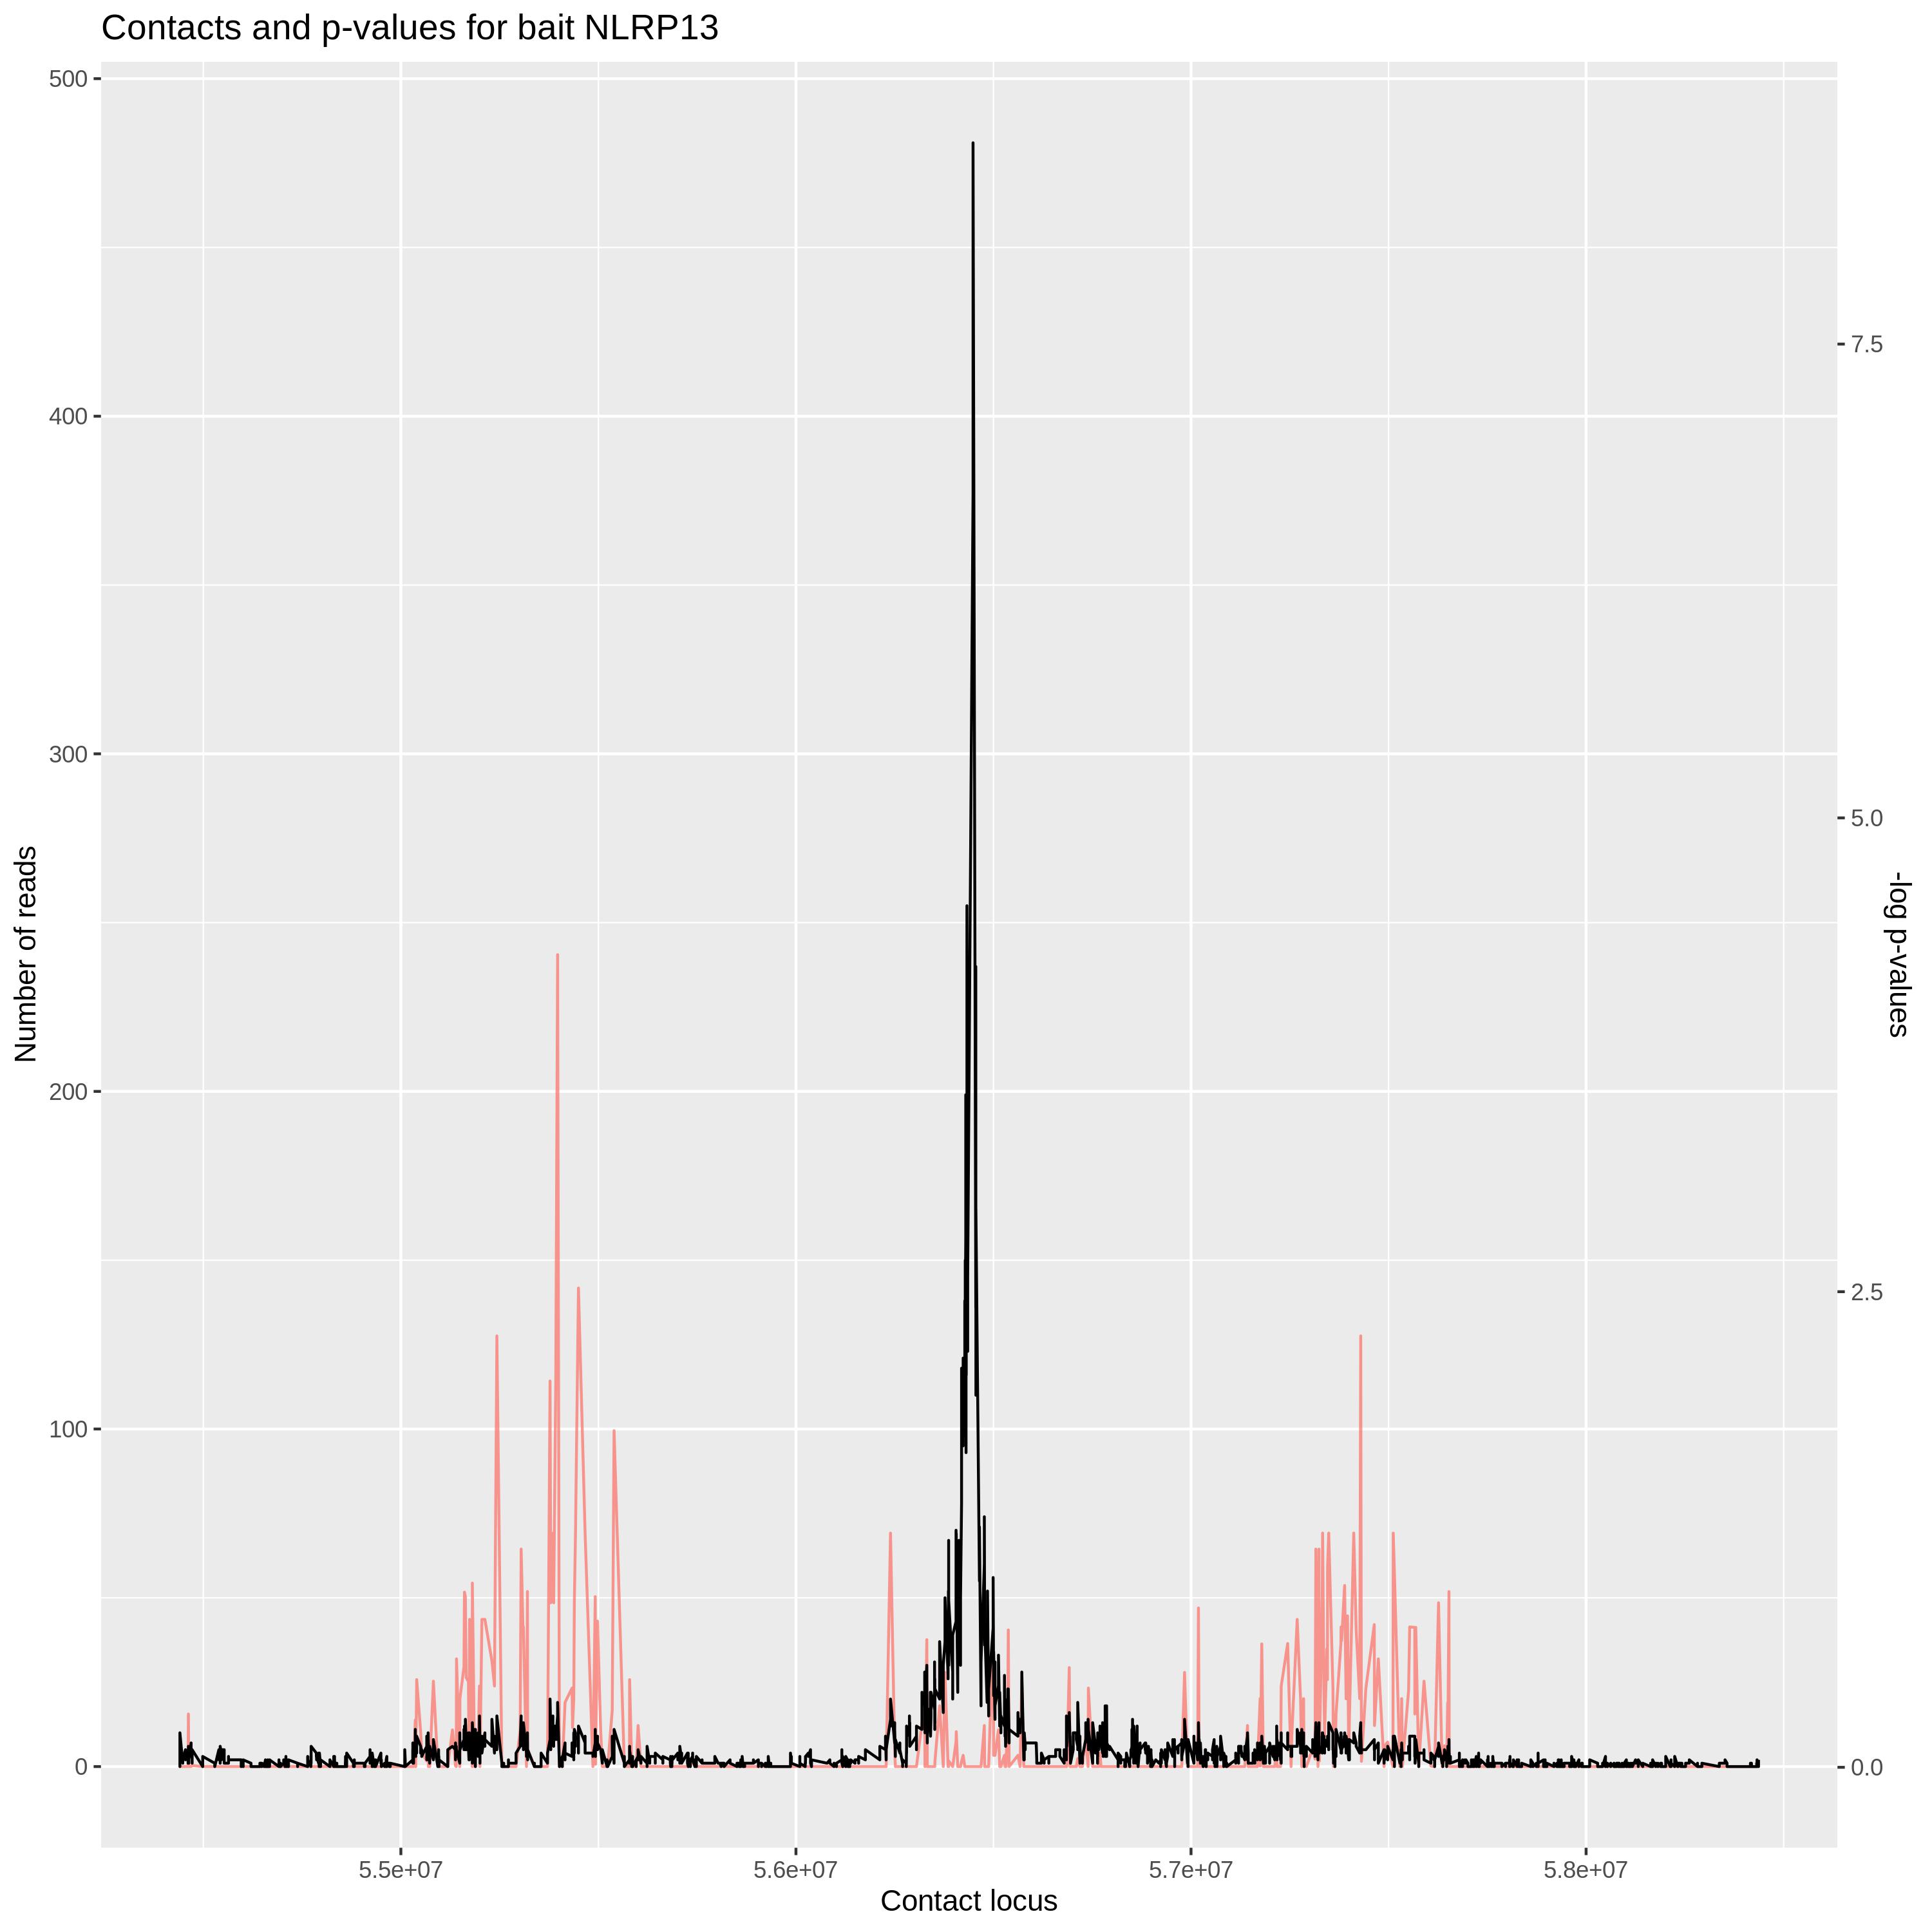 Contacts and p-values for bait NLRP13
500
400
300
200
100
0
Number of reads
7.5
5.0
2.5
0.0
-log p-values
5.5e+07 5.6e+07 5.7e+07 5.8e+07
Contact locus